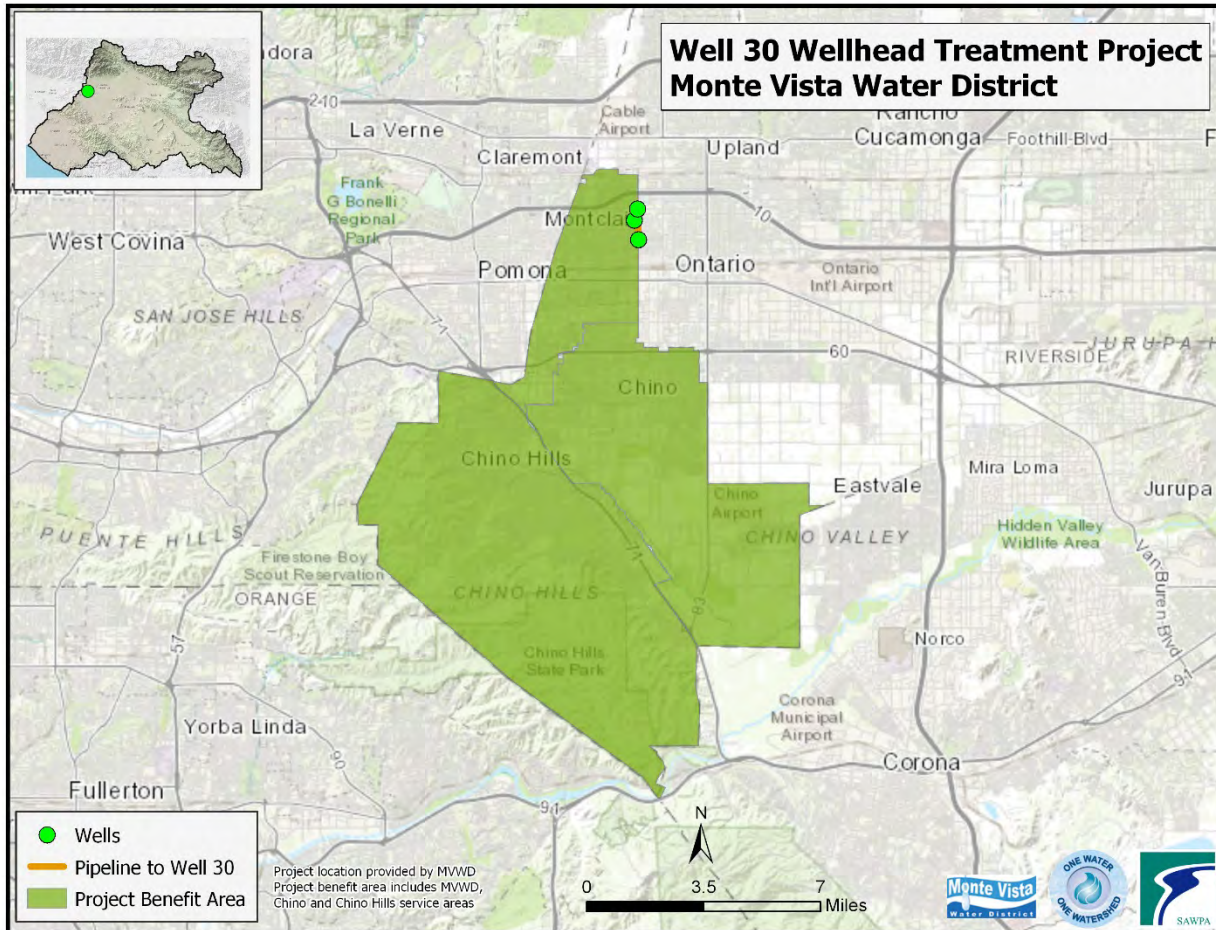 Well 30 Wellhead Treatment Project
Monte Vista Water District
dora
210
La Verne
Claremont
Cable
Airport
Upland
Rancho
Cucamonga
Foothill-Blvd
F
Frank
G Bonelli
Regional
Park
West Covina
Montclai
10
Pomona
Ontario
Ontario
Int'l Airport
SAN JOSE HILLS
71
60
JURUPA H
RIVERSIDE
Chino
Chino Hills
Mira Loma
Eastvale
Jurupa
Chino
Airport
CHINO VALLEY
Hidden Valley
Wildlife Area
PUENTE HILLS
Firestone Boy
Scout Reservation
ORANGE
CHINO HILLS
71
83
Van-Buren-Blvd
57
Norco
91
Chino Hills
State Park
Corona
Municipal
Airport
Yorba Linda
90
Corona
Fullerton
91
N
Wells
Pipeline to Well 30
Project Benefit Area
Project location provided by MVWD
Project benefit area includes MVWD,
Chino and Chino Hills service areas
0 3.5 7
Miles
Monte Vista
Water District
ONE WATER
ONE WATERSHED
SAWPA